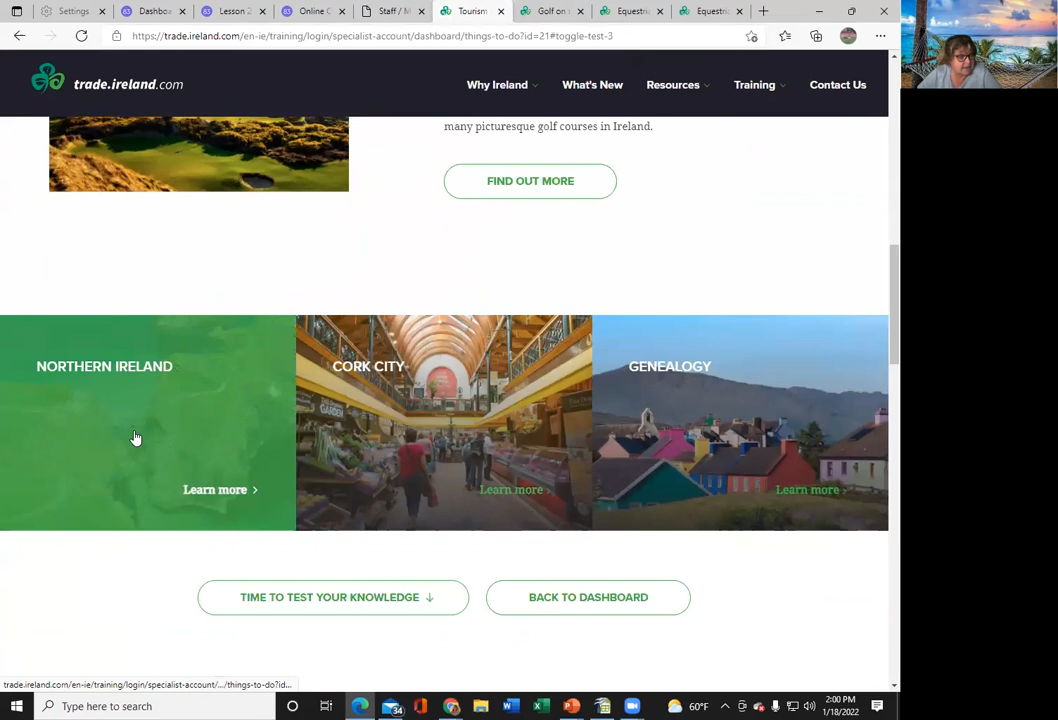 Settings
Dashboa
Lesson 2
Online C
Staff / M
Tourism
Golf on
Equestri
Equestri
https://trade.ireland.com/en-ie/training/login/specialist-account/dashboard/things-to-do?id=21#toggle-test-3
trade.ireland.com
Why Ireland
What's New
Resources
Training
Contact Us
many picturesque golf courses in Ireland.
FIND OUT MORE
NORTHERN IRELAND
CORK CITY
GENEALOGY
GARDEN
Learn more
Learn more
Learn more
TIME TO TEST YOUR KNOWLEDGE
BACK TO DASHBOARD
trade.ireland.com/en-ie/training/login/specialist-account/.../things-to-do?id...
Type here to search
34
60°F
2:00 PM
1/18/2022